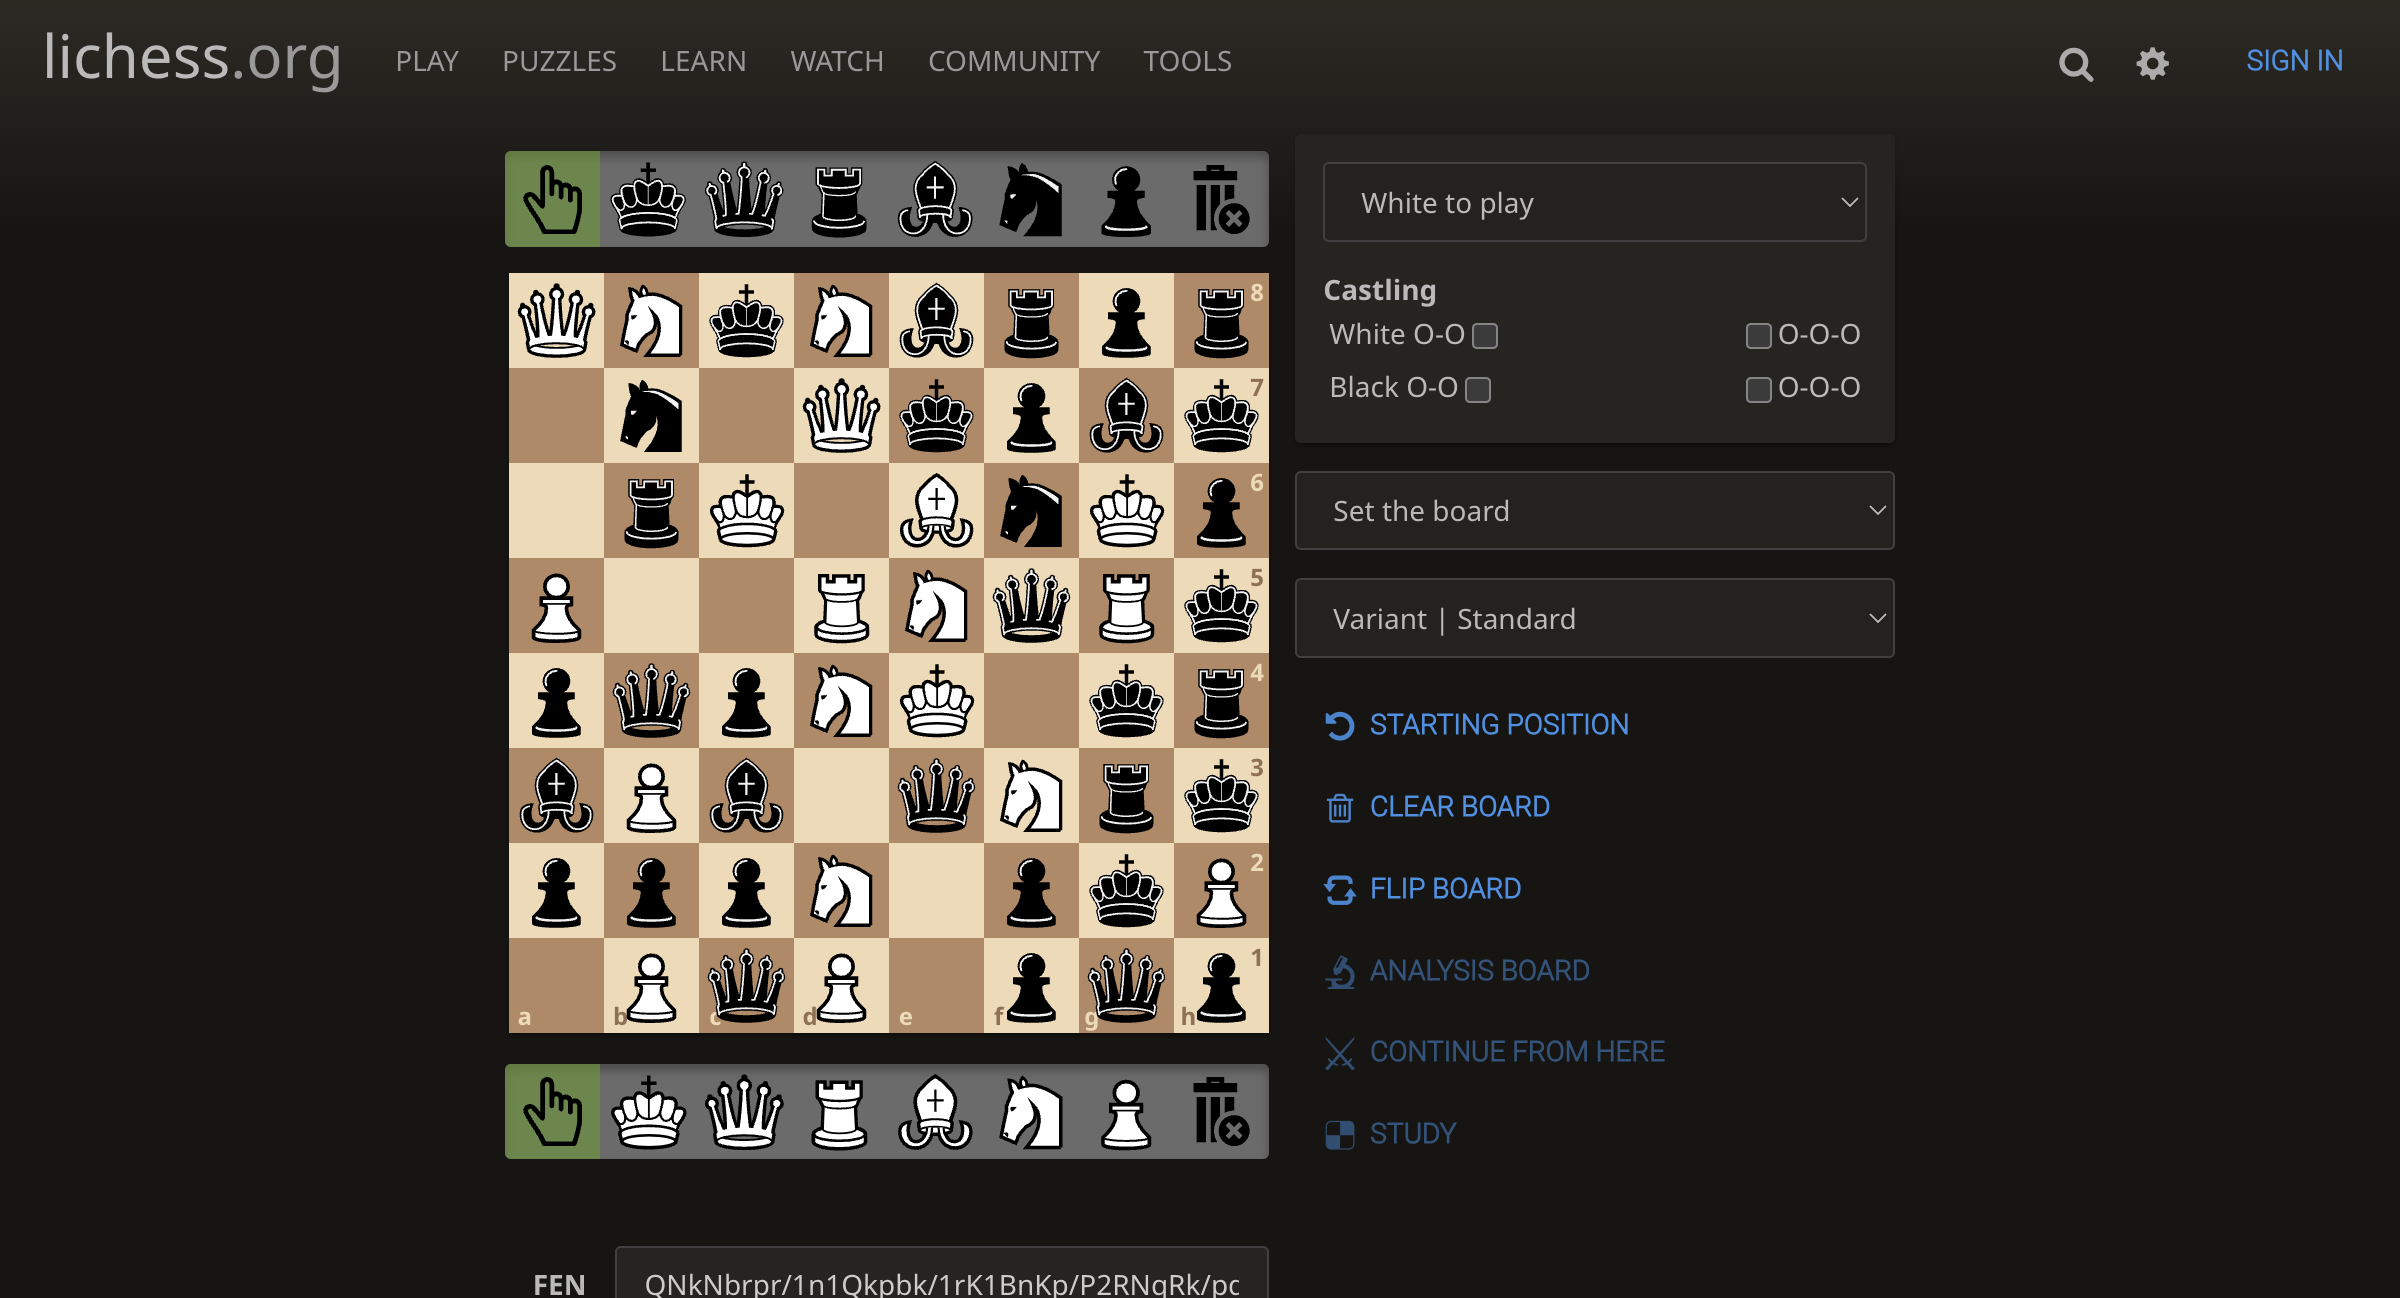 lichess.org PLAY PUZZLES LEARN WATCH COMMUNITY TOOLS SIGN IN
White to play
Castling
White O-O O-O-O
Black O-O O-O-O
Set the board
Variant | Standard
STARTING POSITION
CLEAR BOARD
FLIP BOARD
ANALYSIS BOARD
CONTINUE FROM HERE
STUDY
8
7
6
5
4
3
2
1
a b c d e f g h
FEN QNkNbrpr/1n1Qkpbk/1rK1BnKp/P2RNqRk/pc